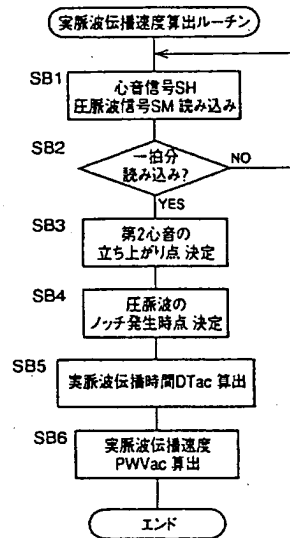 実脈波伝播速度算出ルーチン
SB1
心音信号SH
圧脈波信号SM 読み込み
SB2
一拍分
読み込み?
NO
YES
SB3
第2心音の
立ち上がり点 決定
SB4
圧脈波の
ノッチ発生時点 決定
SB5
実脈波伝播時間DTac 算出
SB6
実脈波伝播速度
PWVac 算出
エンド